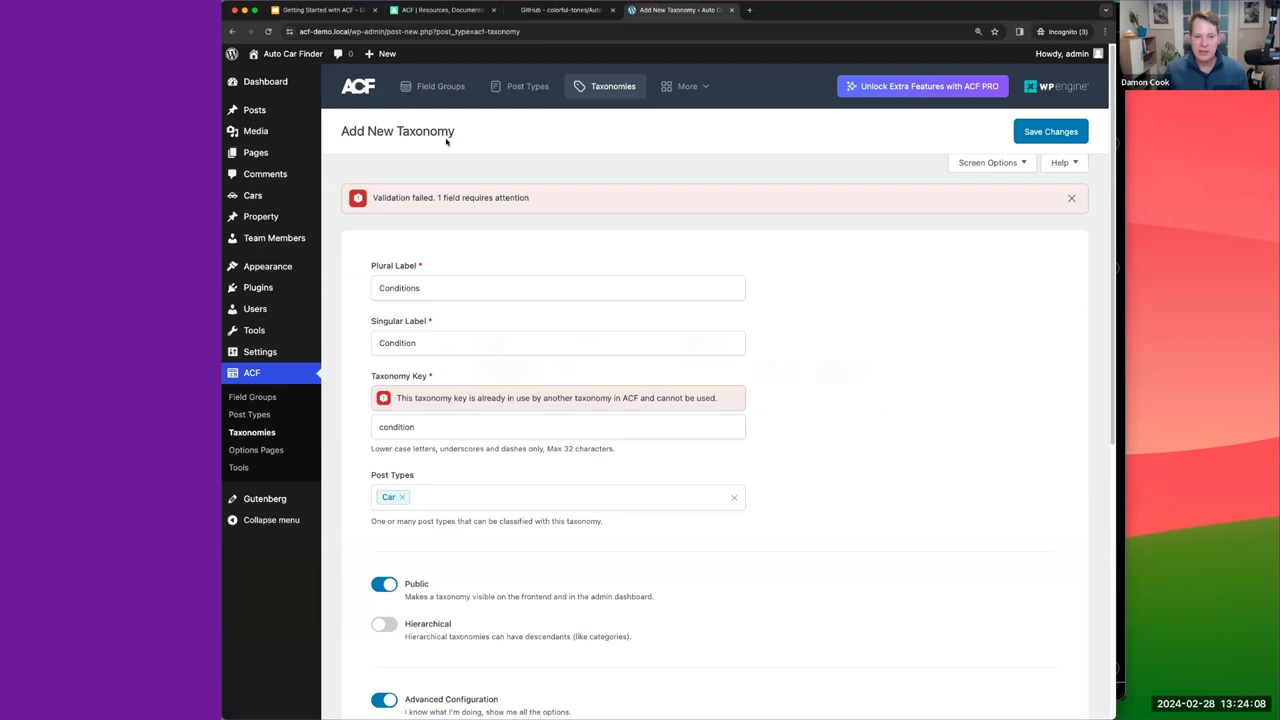 Getting Started with ACF - G
ACF | Resources, Documenta
GitHub - colorful-tones/Auto
Add New Taxonomy ‹ Auto C
acf-demo.local/wp-admin/post-new.php?post_type=acf-taxonomy
Incognito (3)
Auto Car Finder
0
New
Howdy, admin
Damon Cook
Dashboard
Posts
Media
Pages
Comments
Cars
Property
Team Members
Appearance
Plugins
Users
Tools
Settings
ACF
Field Groups
Post Types
Taxonomies
Options Pages
Tools
Gutenberg
Collapse menu
ACF
Field Groups
Post Types
Taxonomies
More
Unlock Extra Features with ACF PRO
WP engine
Add New Taxonomy
Save Changes
Screen Options
Help
Validation failed. 1 field requires attention
Plural Label *
Conditions
Singular Label *
Condition
Taxonomy Key *
This taxonomy key is already in use by another taxonomy in ACF and cannot be used.
condition
Lower case letters, underscores and dashes only, Max 32 characters.
Post Types
Car
One or many post types that can be classified with this taxonomy.
Public
Makes a taxonomy visible on the frontend and in the admin dashboard.
Hierarchical
Hierarchical taxonomies can have descendants (like categories).
Advanced Configuration
I know what I'm doing, show me all the options.
2024-02-28 13:24:08